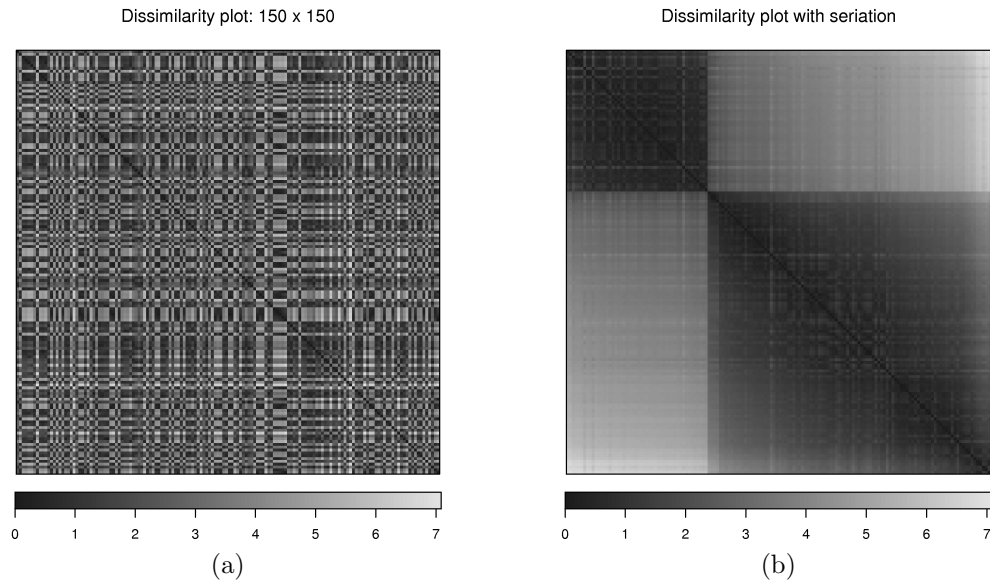 Dissimilarity plot: 150 x 150
Dissimilarity plot with seriation
0 1 2 3 4 5 6 7
0 1 2 3 4 5 6 7
(a)
(b)